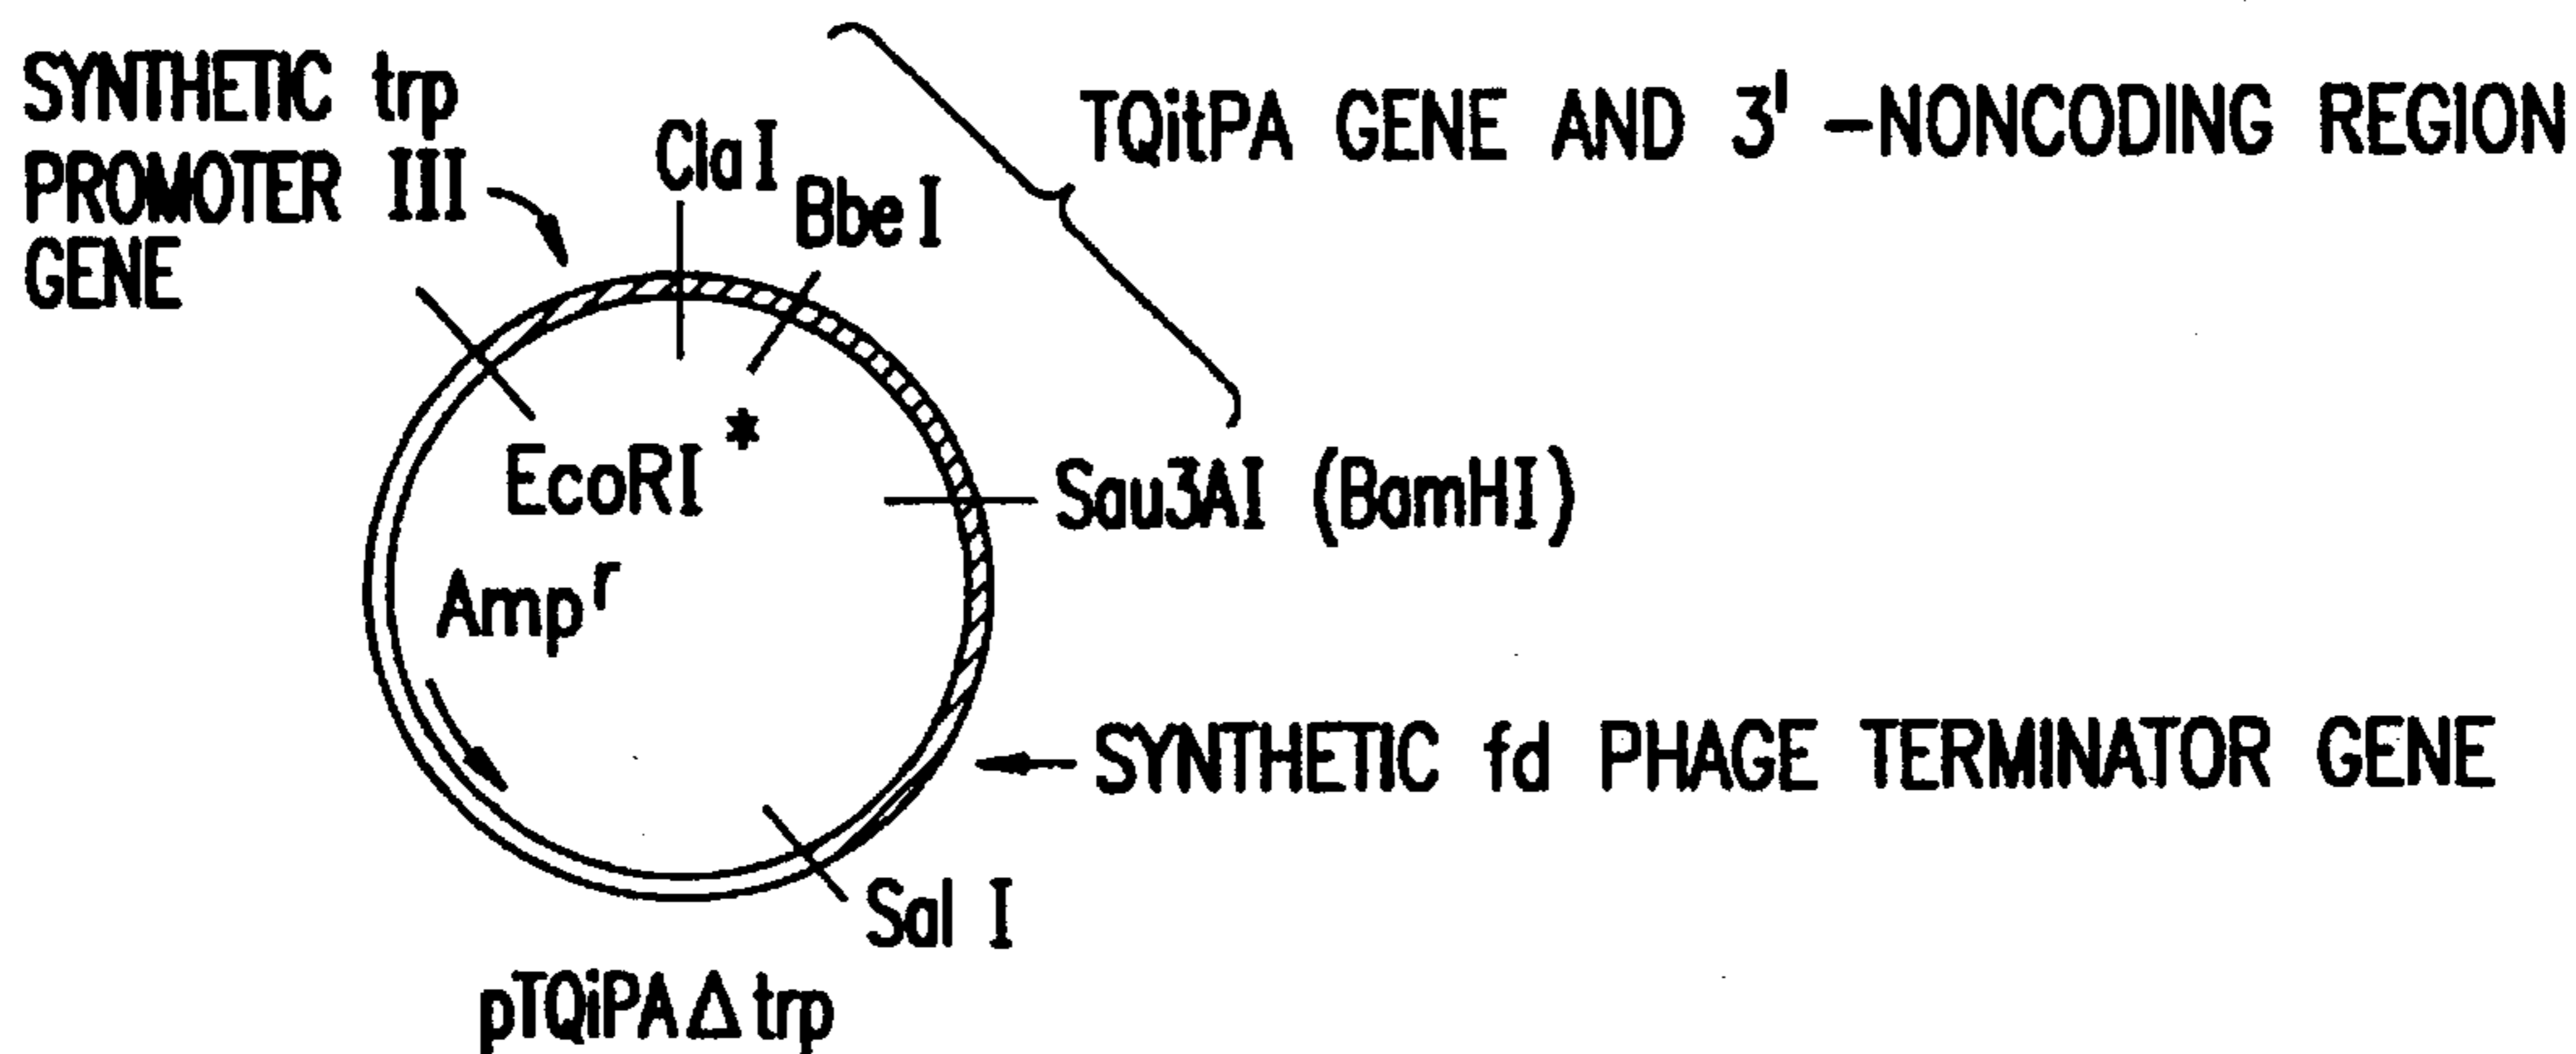 SYNTHETIC trp
PROMOTER III
GENE
ClaI
BbeI
TQitPA GENE AND 3' -NONCODING REGION
EcoRI*
Sau3AI (BamHI)
Ampr
SYNTHETIC fd PHAGE TERMINATOR GENE
Sal I
pTQiPAΔtrp